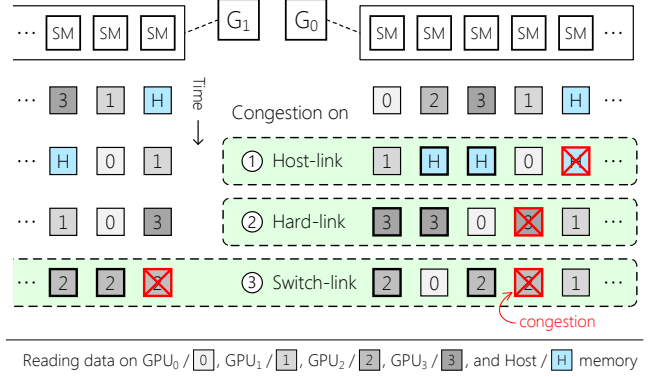 ⋯ SM SM SM G1 G0 SM SM SM SM SM ⋯
Time
⋯ 3 1 H 0 2 3 1 H ⋯
Congestion on
⋯ H 0 1 ① Host-link 1 H H 0 H ⋯
⋯ 1 0 3 ② Hard-link 3 3 0 3 1 ⋯
⋯ 2 2 2 ③ Switch-link 2 0 2 2 1 ⋯
congestion
Reading data on GPU0 / 0, GPU1 / 1, GPU2 / 2, GPU3 / 3, and Host / H memory